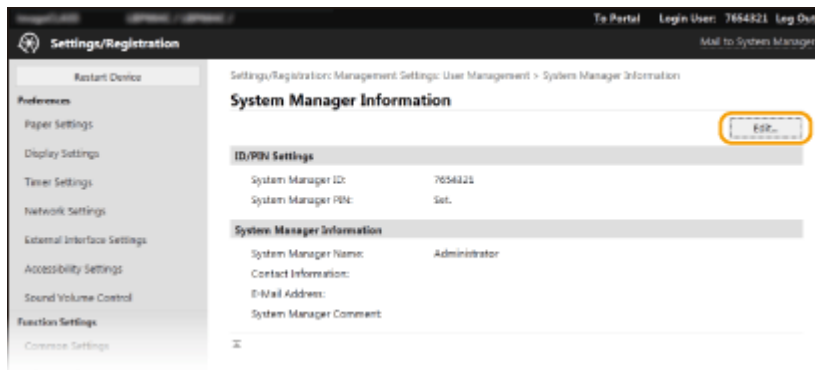 To Portal Login User: 7654321 Log Out
Settings/Registration
Mail to System Manager
Restart Device
Settings/Registration: Management Settings: User Management > System Manager Information
Preferences
System Manager Information
Paper Settings
Edit...
Display Settings
ID/PIN Settings
Timer Settings
System Manager ID: 7654321
System Manager PIN: Set.
Network Settings
System Manager Information
External Interface Settings
System Manager Name: Administrator
Accessibility Settings
Contact Information:
E-Mail Address:
Sound Volume Control
System Manager Comment:
Function Settings
Common Settings